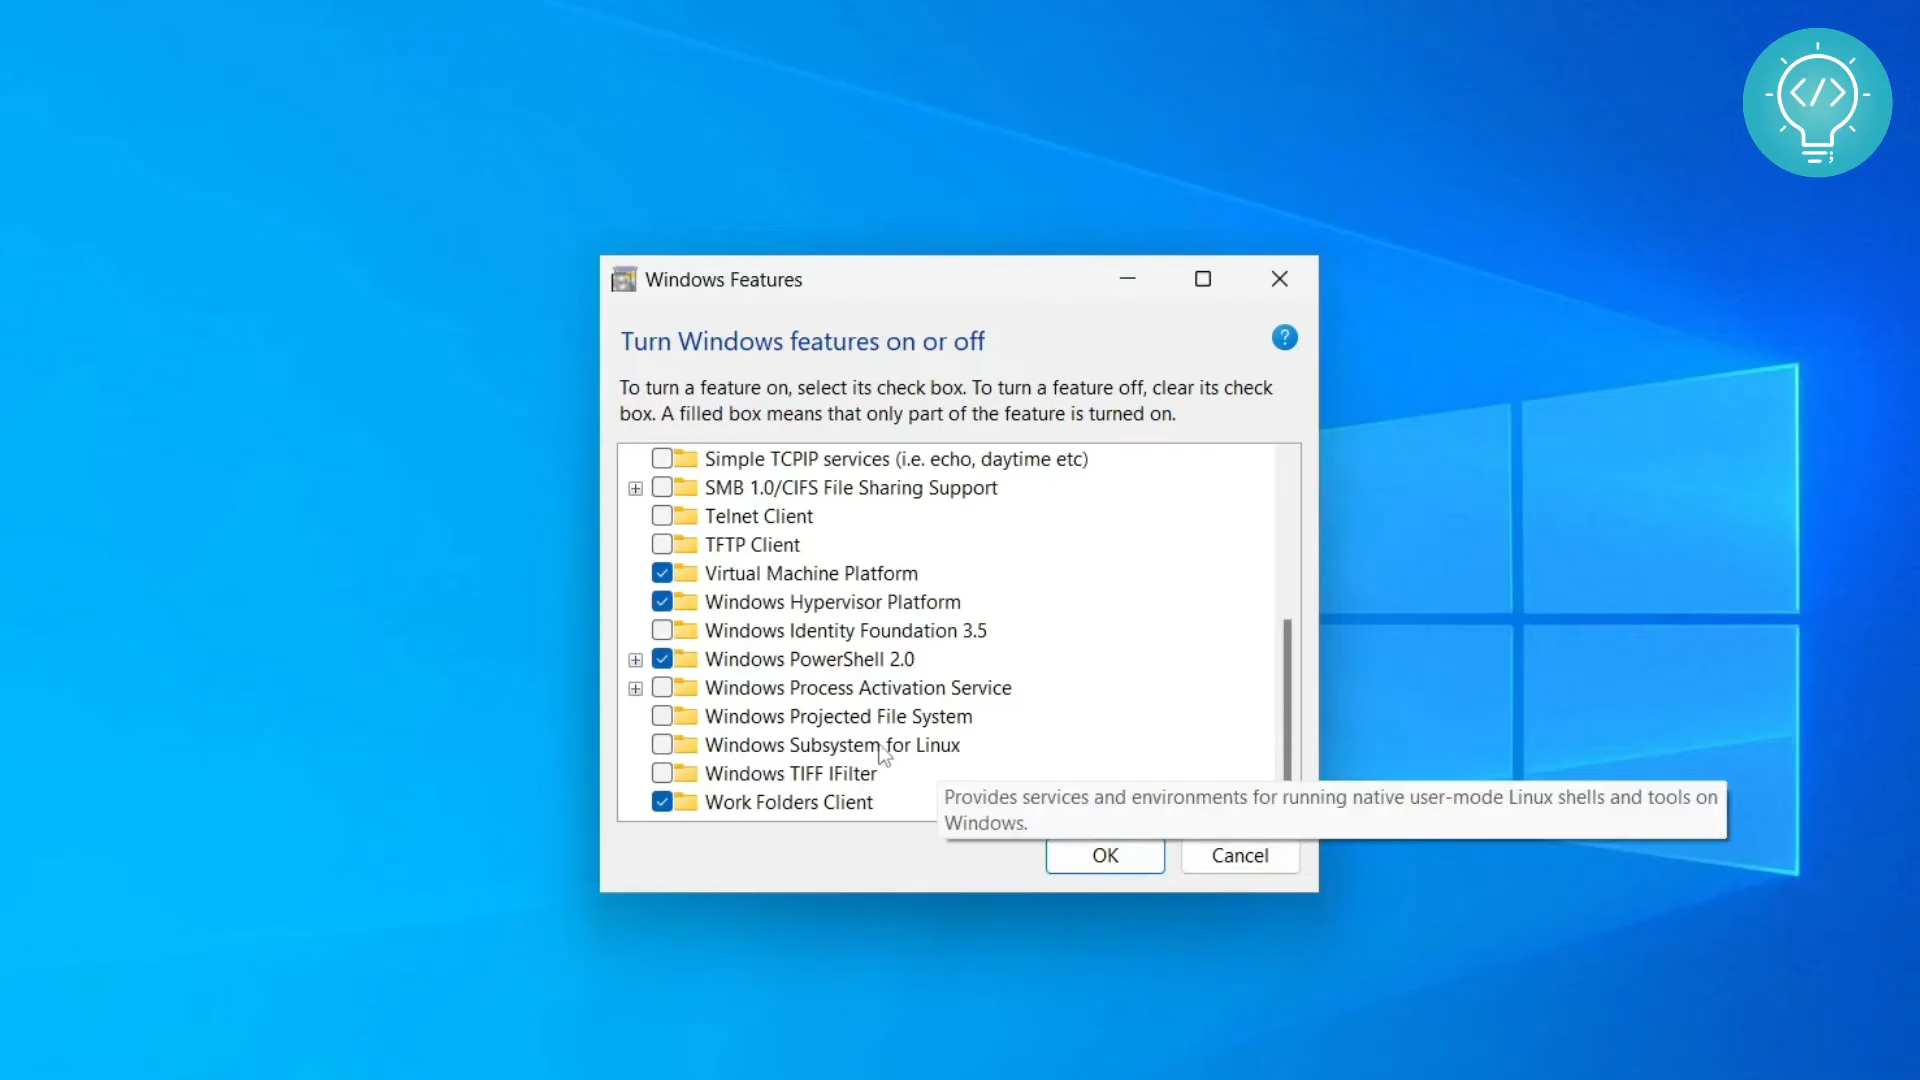 Windows Features
Turn Windows features on or off
To turn a feature on, select its check box. To turn a feature off, clear its check
box. A filled box means that only part of the feature is turned on.
Simple TCPIP services (i.e. echo, daytime etc)
SMB 1.0/CIFS File Sharing Support
Telnet Client
TFTP Client
Virtual Machine Platform
Windows Hypervisor Platform
Windows Identity Foundation 3.5
Windows PowerShell 2.0
Windows Process Activation Service
Windows Projected File System
Windows Subsystem for Linux
Windows TIFF IFilter
Work Folders Client
Provides services and environments for running native user-mode Linux shells and tools on
Windows.
OK
Cancel